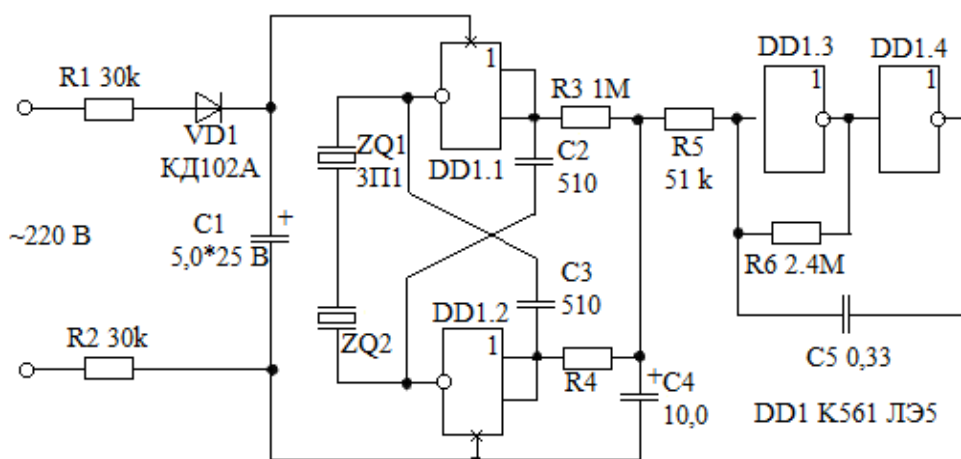 R1 30k
VD1
КД102А
C1
5,0*25 В
~220 В
R2 30k
ZQ1
ЗП1
ZQ2
1
DD1.1
R3 1M
C2
510
C3
510
DD1.2
1
R4
C4
10,0
+
+
R5
51 k
DD1.3
1
DD1.4
1
R6 2.4M
C5 0,33
DD1 К561 ЛЭ5